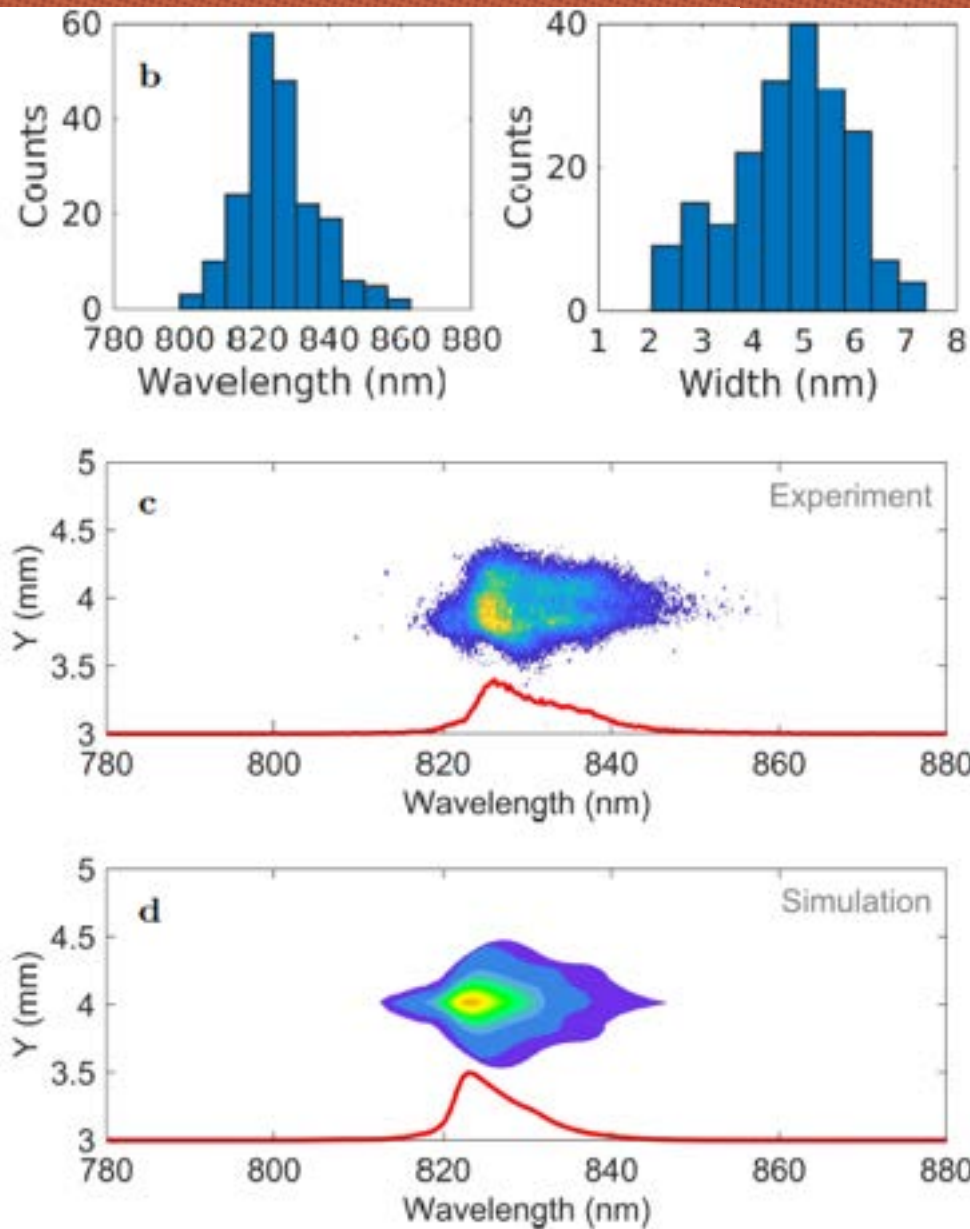 b
Counts
60
40
20
0
780 800 820 840 860 880
Wavelength (nm)
Counts
40
20
0
1 2 3 4 5 6 7 8
Width (nm)
c
Experiment
Y (mm)
5
4.5
4
3.5
3
780 800 820 840 860 880
Wavelength (nm)
d
Simulation
Y (mm)
5
4.5
4
3.5
3
780 800 820 840 860 880
Wavelength (nm)